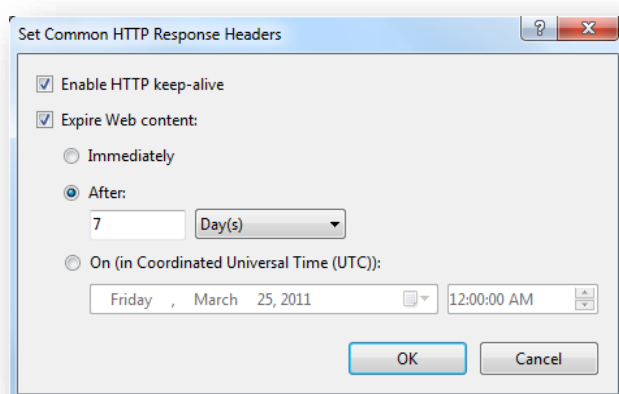 Set Common HTTP Response Headers
Enable HTTP keep-alive
Expire Web content:
Immediately
After:
7 Day(s)
On (in Coordinated Universal Time (UTC)):
Friday , March 25, 2011 12:00:00 AM
OK Cancel